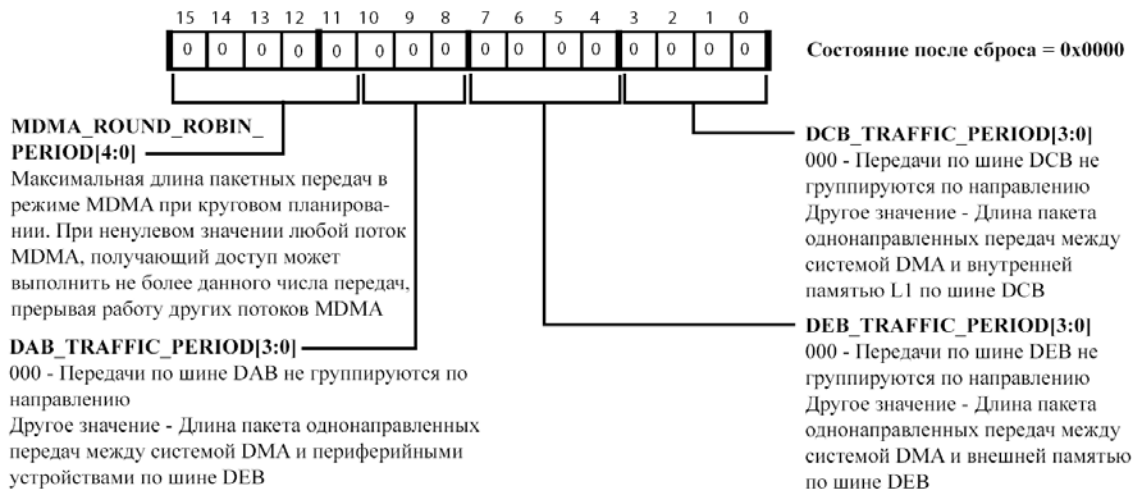 15 14 13 12 11 10 9 8 7 6 5 4 3 2 1 0
0 0 0 0 0 0 0 0 0 0 0 0 0 0 0 0
Состояние после сброса = 0x0000
MDMA_ROUND_ROBIN_
PERIOD[4:0]
Максимальная длина пакетных передач в
режиме MDMA при круговом планирова-
нии. При ненулевом значении любой поток
MDMA, получающий доступ может
выполнить не более данного числа передач,
прерывая работу других потоков MDMA
DAB_TRAFFIC_PERIOD[3:0]
000 - Передачи по шине DAB не группируются по
направлению
Другое значение - Длина пакета однонаправленных
передач между системой DMA и периферийными
устройствами по шине DEB
DCB_TRAFFIC_PERIOD[3:0]
000 - Передачи по шине DCB не
группируются по направлению
Другое значение - Длина пакета
однонаправленных передач между
системой DMA и внутренней
памятью L1 по шине DCB
DEB_TRAFFIC_PERIOD[3:0]
000 - Передачи по шине DEB не
группируются по направлению
Другое значение - Длина пакета
однонаправленных передач между
системой DMA и внешней памятью
по шине DEB